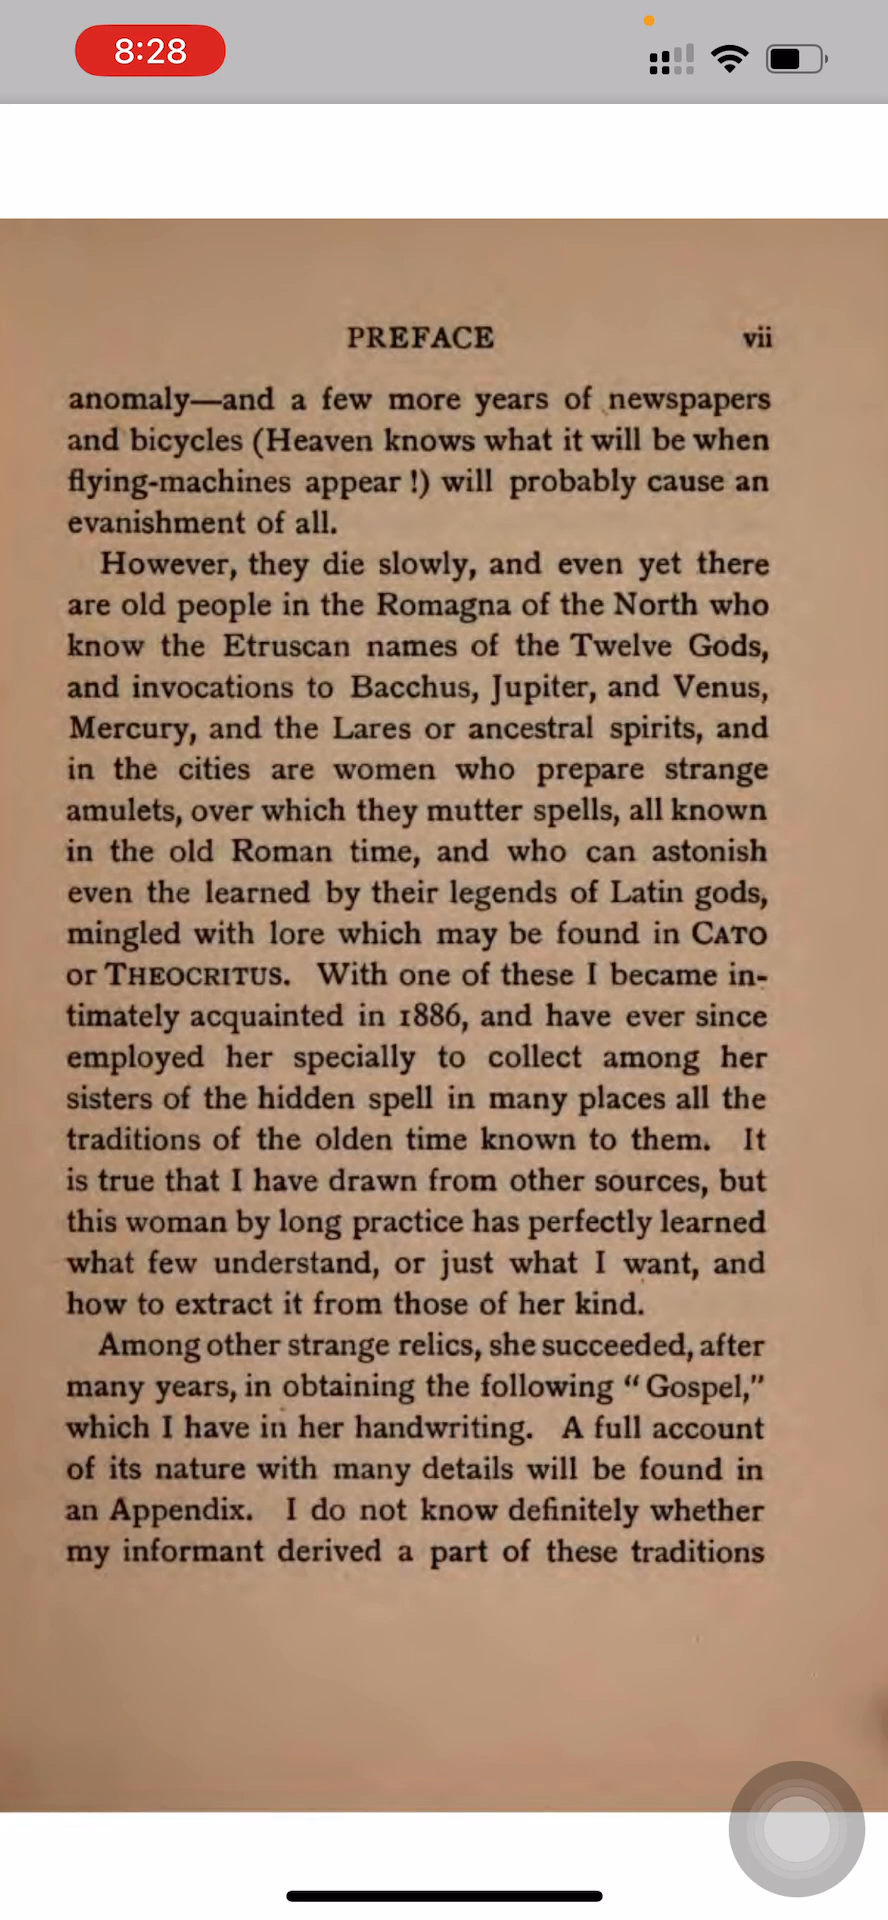 8:28
PREFACE vii
anomaly—and a few more years of newspapers
and bicycles (Heaven knows what it will be when
flying-machines appear!) will probably cause an
evanishment of all.
However, they die slowly, and even yet there
are old people in the Romagna of the North who
know the Etruscan names of the Twelve Gods,
and invocations to Bacchus, Jupiter, and Venus,
Mercury, and the Lares or ancestral spirits, and
in the cities are women who prepare strange
amulets, over which they mutter spells, all known
in the old Roman time, and who can astonish
even the learned by their legends of Latin gods,
mingled with lore which may be found in CATO
or THEOCRITUS. With one of these I became in-
timately acquainted in 1886, and have ever since
employed her specially to collect among her
sisters of the hidden spell in many places all the
traditions of the olden time known to them. It
is true that I have drawn from other sources, but
this woman by long practice has perfectly learned
what few understand, or just what I want, and
how to extract it from those of her kind.
Among other strange relics, she succeeded, after
many years, in obtaining the following “Gospel,”
which I have in her handwriting. A full account
of its nature with many details will be found in
an Appendix. I do not know definitely whether
my informant derived a part of these traditions